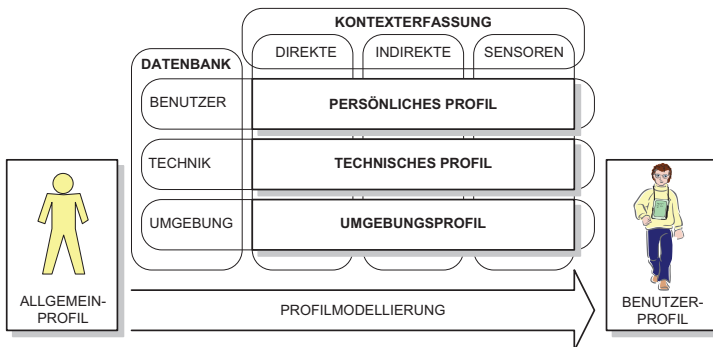 KONTEXTERFASSUNG
DIREKTE
INDIREKTE
SENSOREN
DATENBANK
BENUTZER
PERSÖNLICHES PROFIL
TECHNIK
TECHNISCHES PROFIL
UMGEBUNG
UMGEBUNGSPROFIL
ALLGEMEIN-
PROFIL
PROFILMODELLIERUNG
BENUTZER-
PROFIL